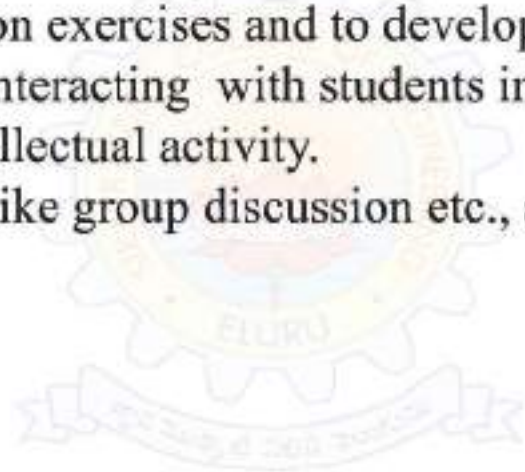 on exercises and to develop
nteracting with students in
llectual activity.
ike group discussion etc.,
ELURU